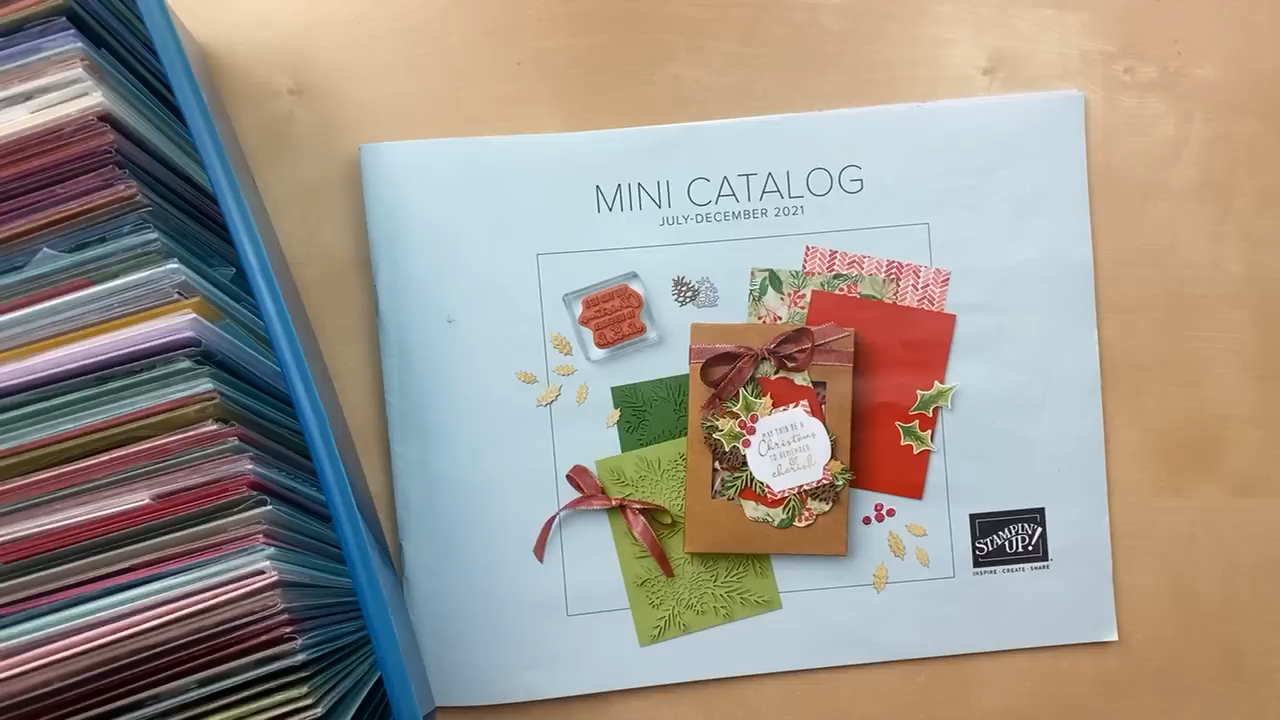 MINI CATALOG
JULY-DECEMBER 2021
MAY THIS BE A
Christmas
TO REMEMBER
&
cherish
STAMPIN'
UP!
INSPIRE · CREATE · SHARE